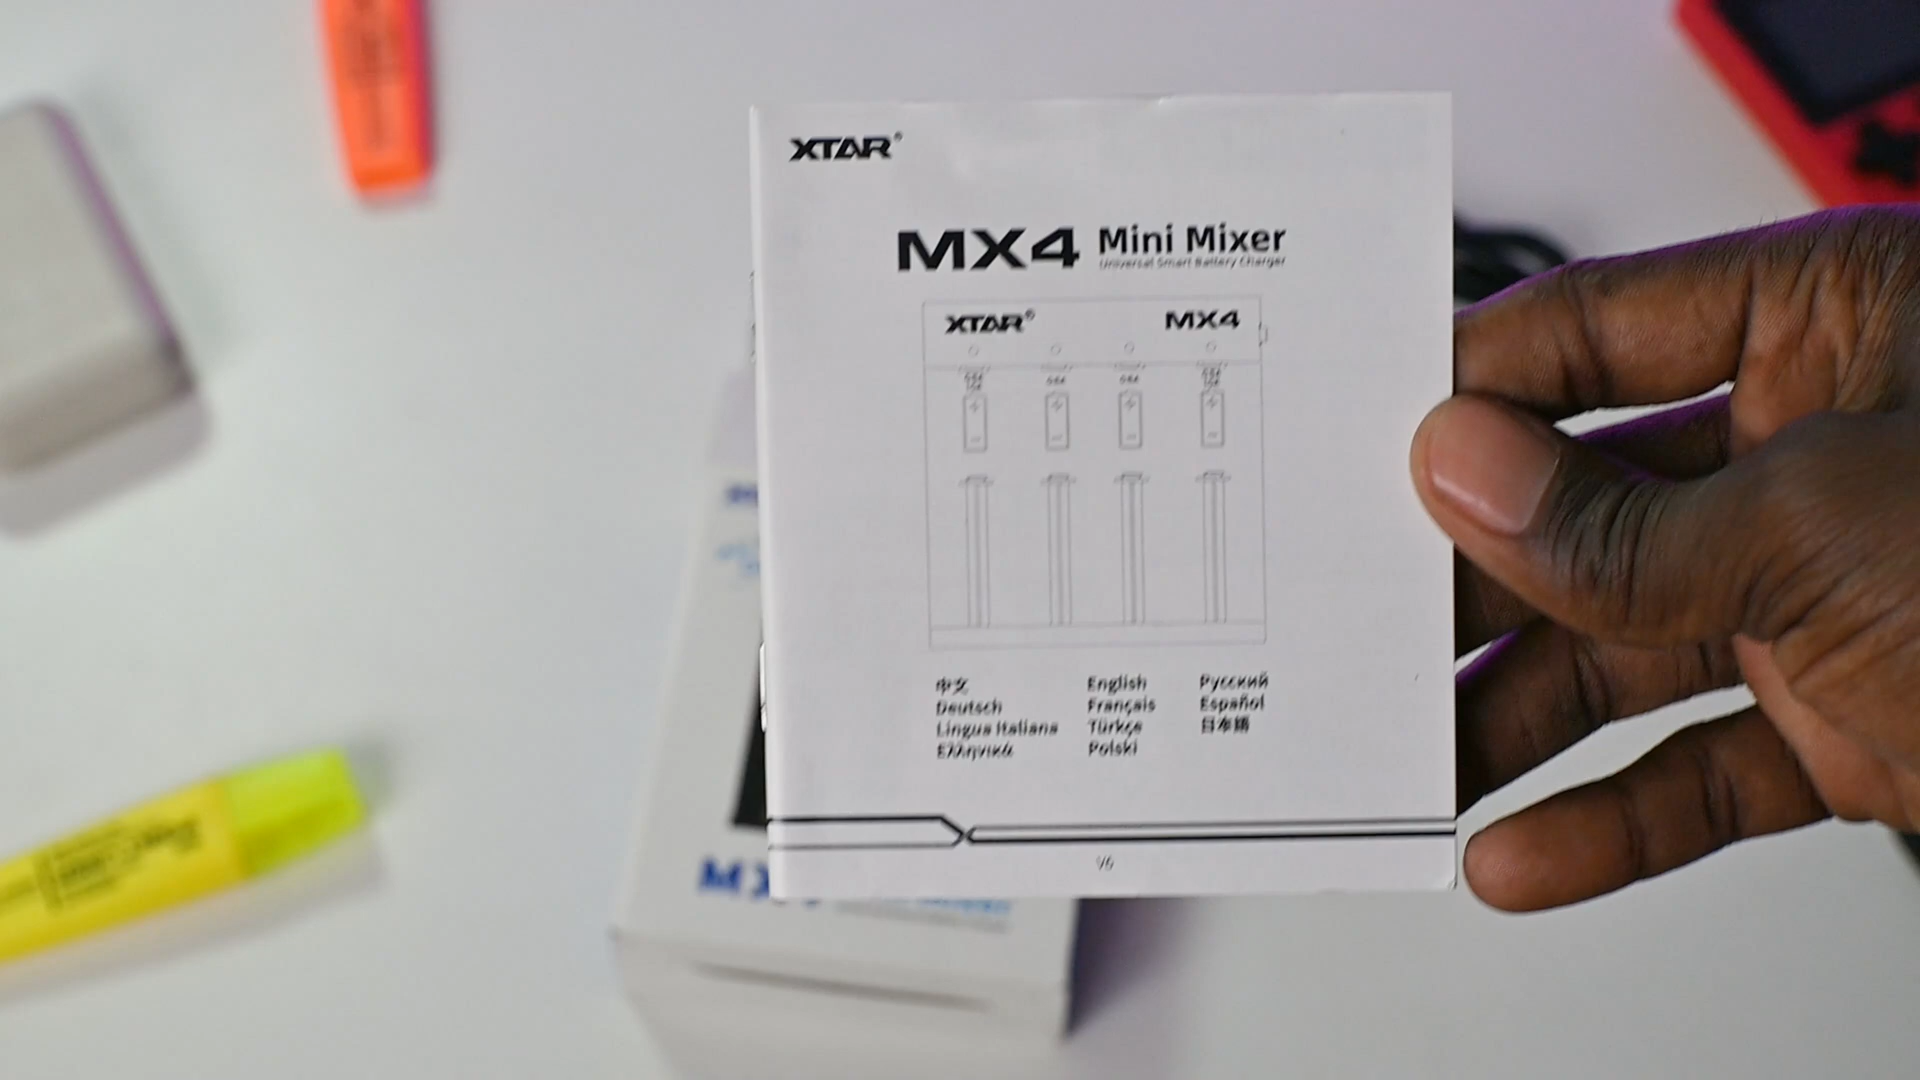 XTAR®
MX4 Mini Mixer
Universal Smart Battery Charger
XTAR® MX4
中文 English Русский
Deutsch Français Español
Lingua Italiana Türkçe 日本語
Ελληνικά Polski
V6